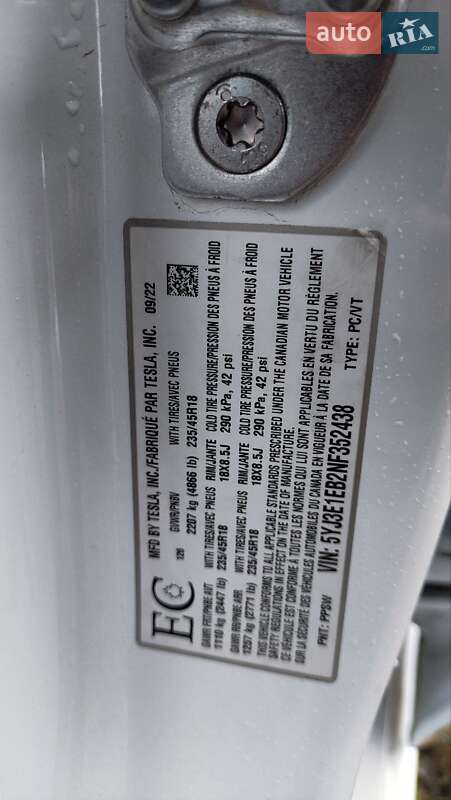 auto RIA .com
MFD BY TESLA, INC./FABRIQUÉ PAR TESLA, INC. 09/22
EC
126
GVWR/PNBV WITH TIRES/AVEC PNEUS
2207 kg (4866 lb) 235/45R18
GAWR FRT/PNBE AVT WITH TIRES/AVEC PNEUS RIM/JANTE COLD TIRE PRESSURE/PRESSION DES PNEUS À FROID
1110 kg (2447 lb) 235/45R18 18X8.5J 290 kPa, 42 psi
GAWR RR/PNBE ARR WITH TIRES/AVEC PNEUS RIM/JANTE COLD TIRE PRESSURE/PRESSION DES PNEUS À FROID
1257 kg (2771 lb) 235/45R18 18X8.5J 290 kPa, 42 psi
THIS VEHICLE CONFORMS TO ALL APPLICABLE STANDARDS PRESCRIBED UNDER THE CANADIAN MOTOR VEHICLE
SAFETY REGULATIONS IN EFFECT ON THE DATE OF MANUFACTURE.
CE VÉHICULE EST CONFORME À TOUTES LES NORMES QUI LUI SONT APPLICABLES EN VERTU DU RÈGLEMENT
SUR LA SÉCURITÉ DES VÉHICULES AUTOMOBILES DU CANADA EN VIGUEUR À LA DATE DE SA FABRICATION.
VIN: 5YJ3E1EB2NF352438 TYPE: PC/VT
PNT: PPSW